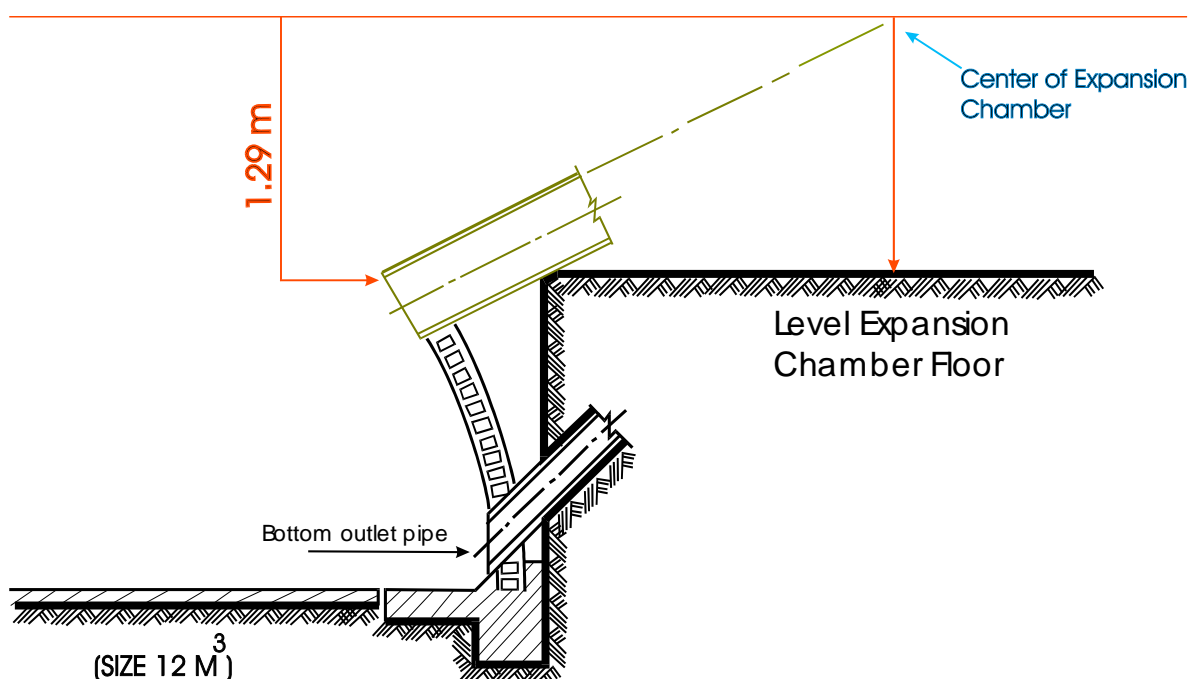 1.29 m
Center of Expansion
Chamber
Level Expansion
Chamber Floor
Bottom outlet pipe
(SIZE 12 M³)